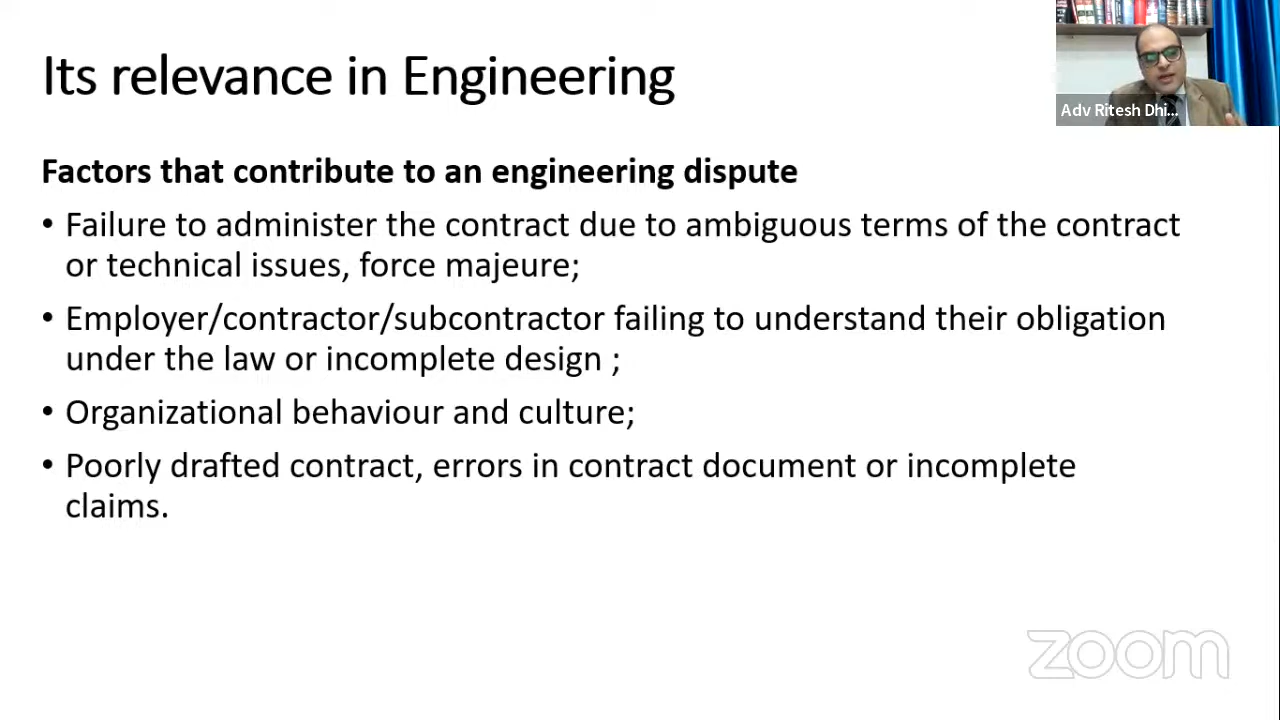 Its relevance in Engineering
Adv Ritesh Dhi...
Factors that contribute to an engineering dispute
• Failure to administer the contract due to ambiguous terms of the contract
or technical issues, force majeure;
• Employer/contractor/subcontractor failing to understand their obligation
under the law or incomplete design ;
• Organizational behaviour and culture;
• Poorly drafted contract, errors in contract document or incomplete
claims.
zoom